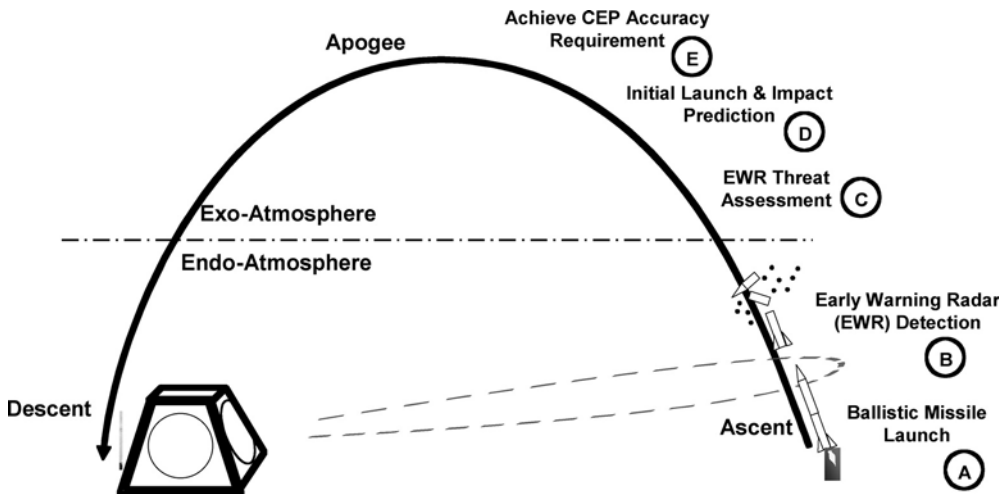 Apogee
Achieve CEP Accuracy
Requirement
E
Initial Launch & Impact
Prediction
D
EWR Threat
Assessment
C
Exo-Atmosphere
Endo-Atmosphere
Early Warning Radar
(EWR) Detection
B
Descent
Ascent
Ballistic Missile
Launch
A